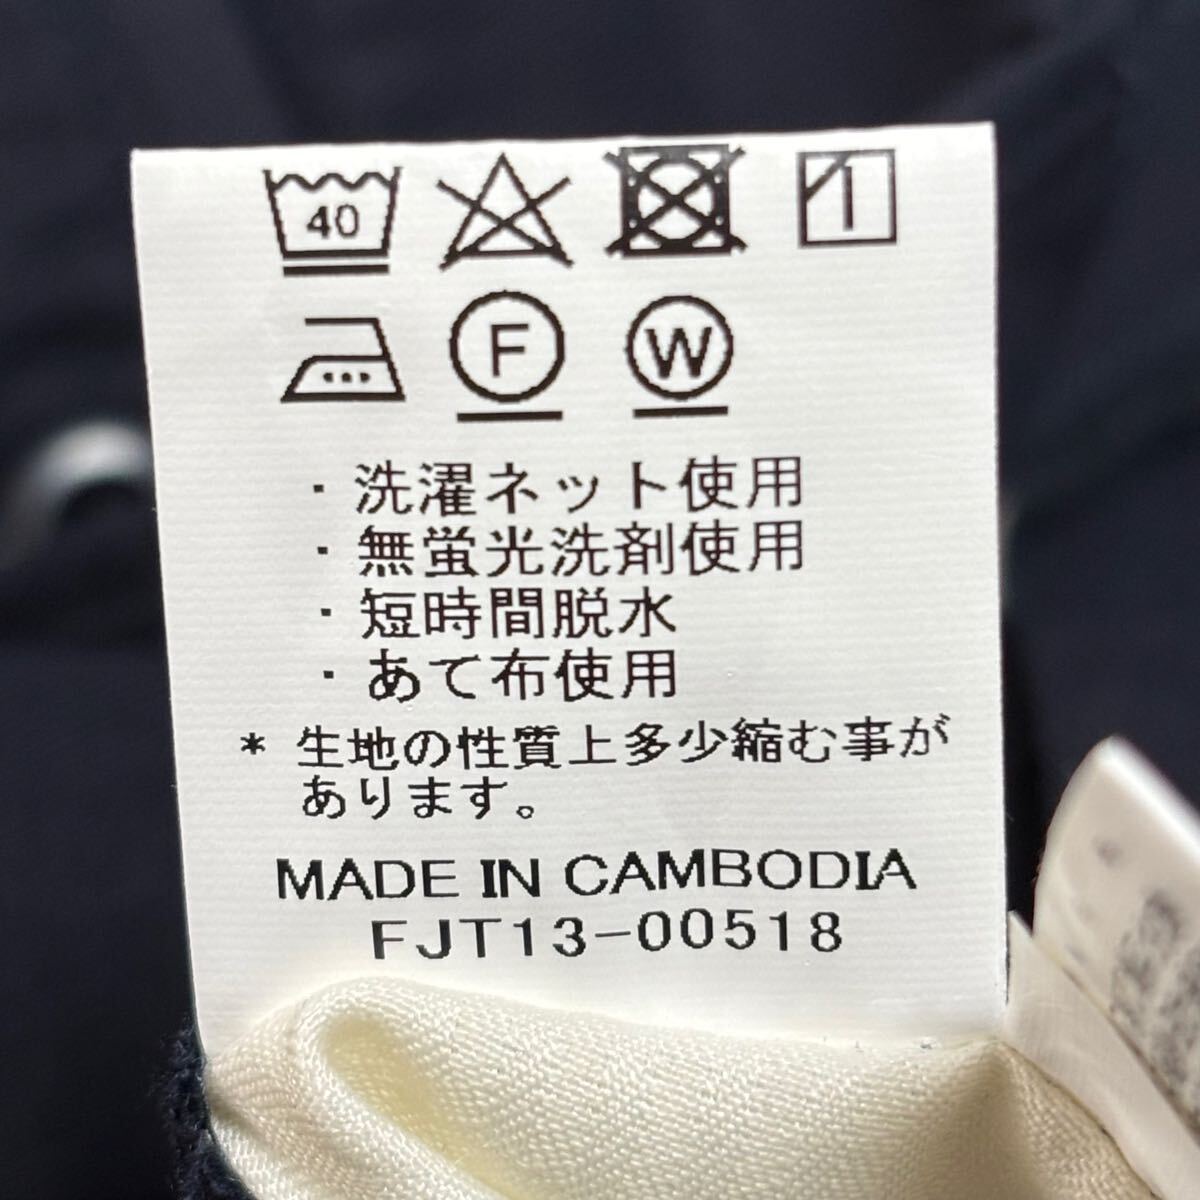 40
F W
・洗濯ネット使用
・無蛍光洗剤使用
・短時間脱水
・あて布使用
* 生地の性質上多少縮む事が
あります。
MADE IN CAMBODIA
FJT13-00518